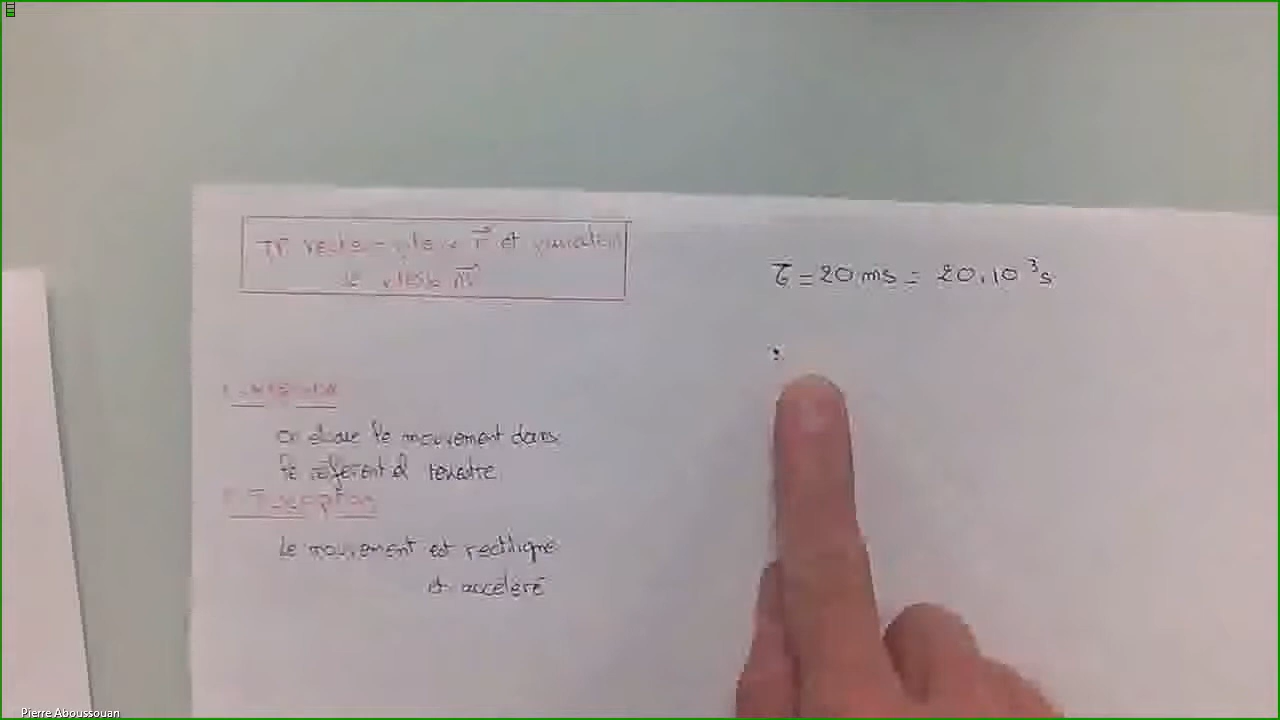 TP vecteur-vitesse v et variation
de vitesse Δv
τ = 20 ms = 20.10 3 s
on étudie le mouvement dans
le référentiel terrestre
Description
Le mouvement est rectiligne
et accéléré
Pierre Aboussouan